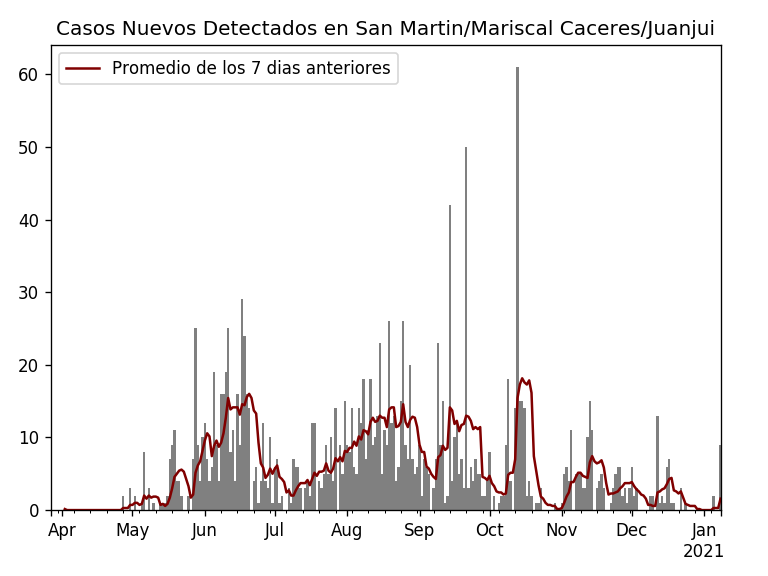 Casos Nuevos Detectados en San Martin/Mariscal Caceres/Juanjui
Promedio de los 7 dias anteriores
60
50
40
30
20
10
0
Apr May Jun Jul Aug Sep Oct Nov Dec Jan
2021